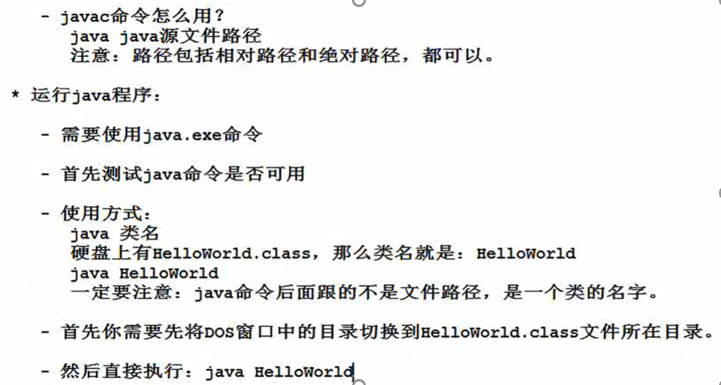 - javac命令怎么用?
java java源文件路径
注意：路径包括相对路径和绝对路径，都可以。
* 运行java程序：
- 需要使用java.exe命令
- 首先测试java命令是否可用
- 使用方式：
java 类名
硬盘上有HelloWorld.class，那么类名就是：HelloWorld
java HelloWorld
一定要注意：java命令后面跟的不是文件路径，是一个类的名字。
- 首先你需要先将DOS窗口中的目录切换到HelloWorld.class文件所在目录。
- 然后直接执行：java HelloWorld